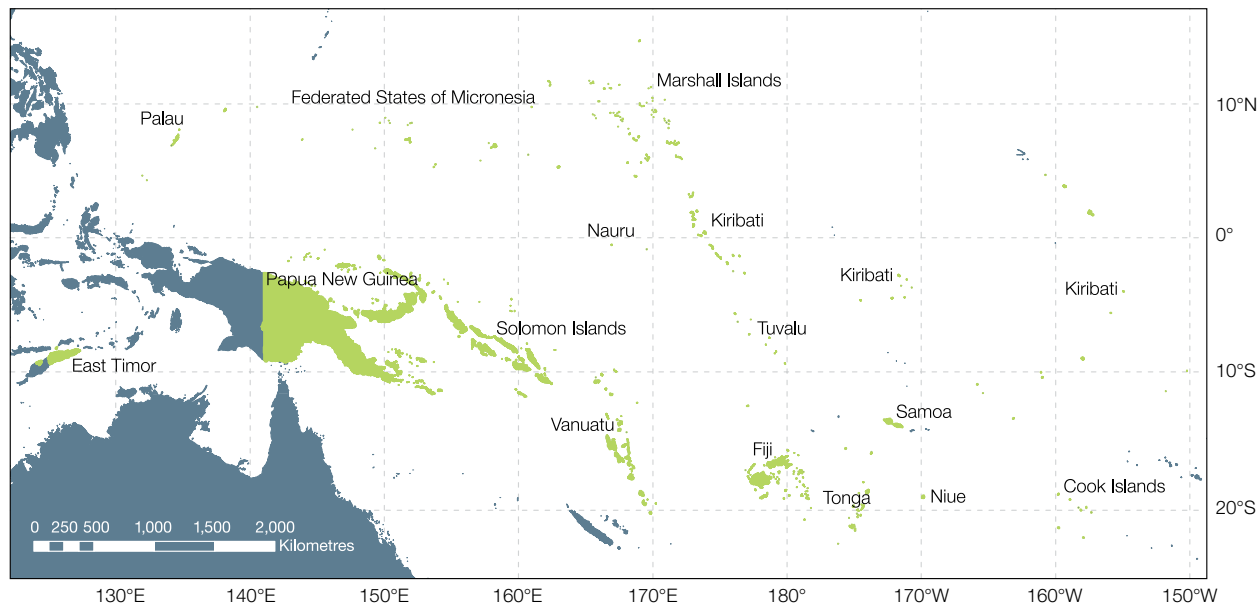 Marshall Islands
Federated States of Micronesia
10°N
Palau
Kiribati
Nauru
0°
Kiribati
Papua New Guinea
Kiribati
Solomon Islands
Tuvalu
East Timor
10°S
Samoa
Vanuatu
Fiji
Cook Islands
Tonga
Niue
20°S
0 250 500 1,000 1,500 2,000
Kilometres
130°E 140°E 150°E 160°E 170°E 180° 170°W 160°W 150°W